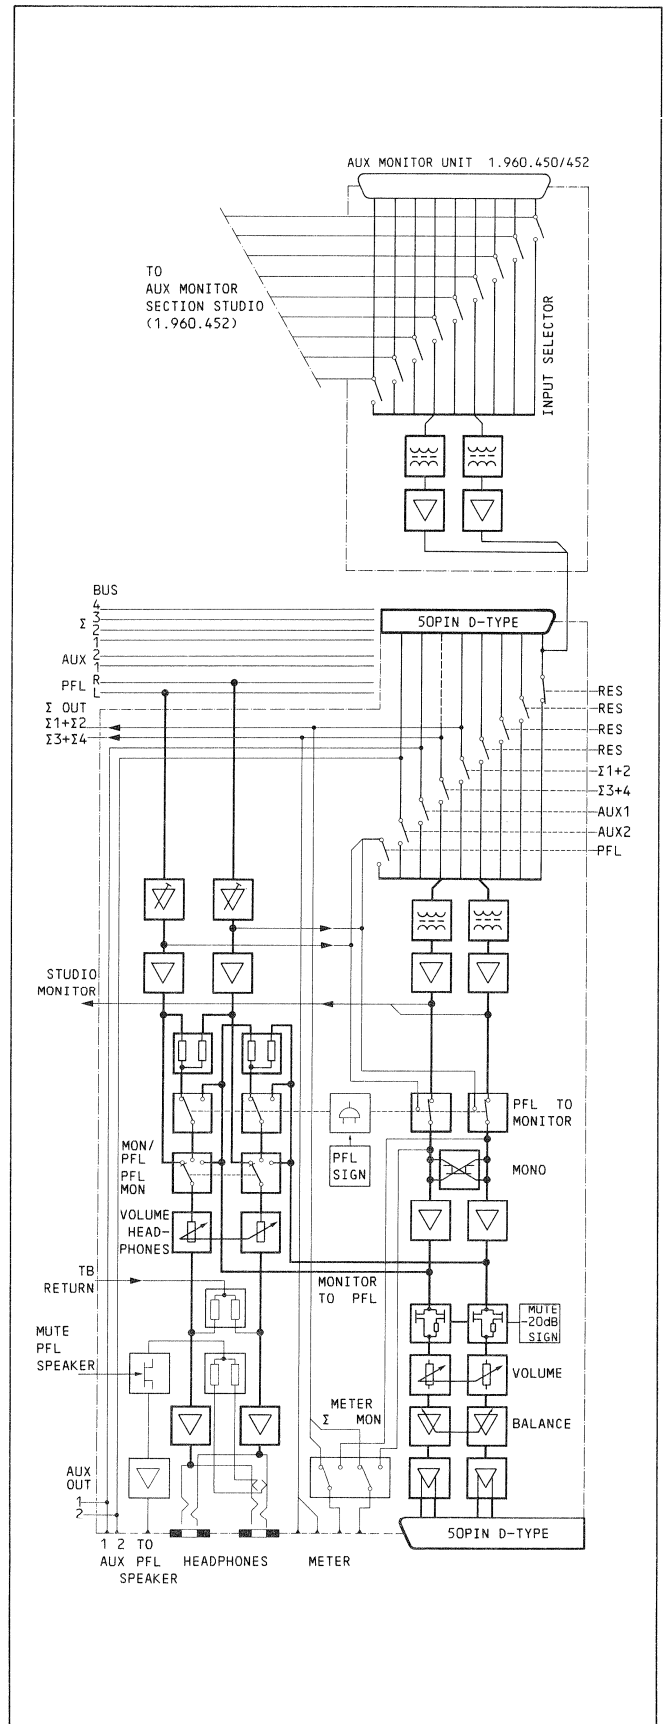 AUX MONITOR UNIT 1.960.450/452
TO
AUX MONITOR
SECTION STUDIO
(1.960.452)
INPUT SELECTOR
BUS
4
3
Σ 2
1
AUX 2
1
PFL R
L
50PIN D-TYPE
Σ OUT
Σ1+Σ2
Σ3+Σ4
RES
RES
RES
RES
Σ1+2
Σ3+4
AUX1
AUX2
PFL
STUDIO
MONITOR
PFL TO
MONITOR
MON/
PFL
PFL
MON
PFL
SIGN
MONO
VOLUME
HEAD-
PHONES
TB
RETURN
MONITOR
TO PFL
MUTE
-20dB
SIGN
MUTE
PFL
SPEAKER
VOLUME
METER
Σ MON
BALANCE
AUX
OUT
1
2
50PIN D-TYPE
1 2 TO
AUX PFL
SPEAKER
HEADPHONES
METER